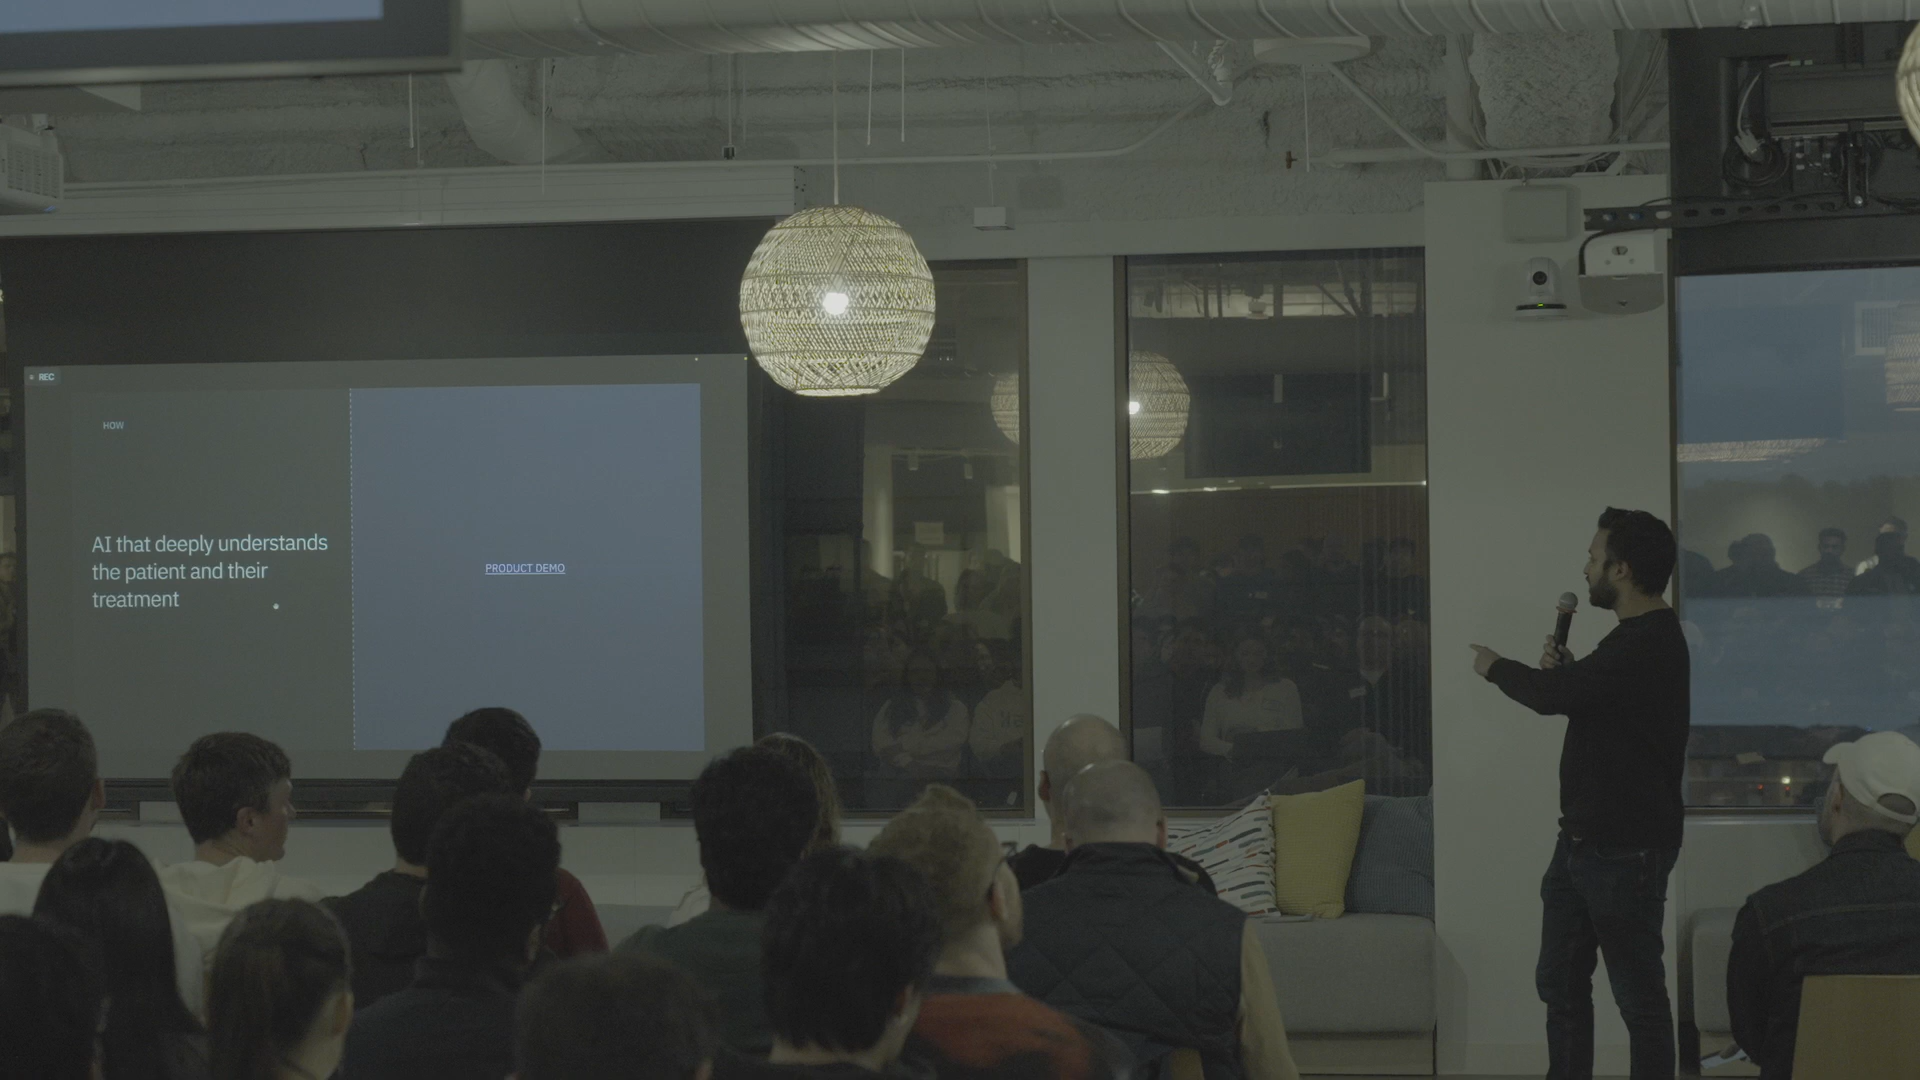 REC
HOW
AI that deeply understands
the patient and their
treatment
PRODUCT DEMO